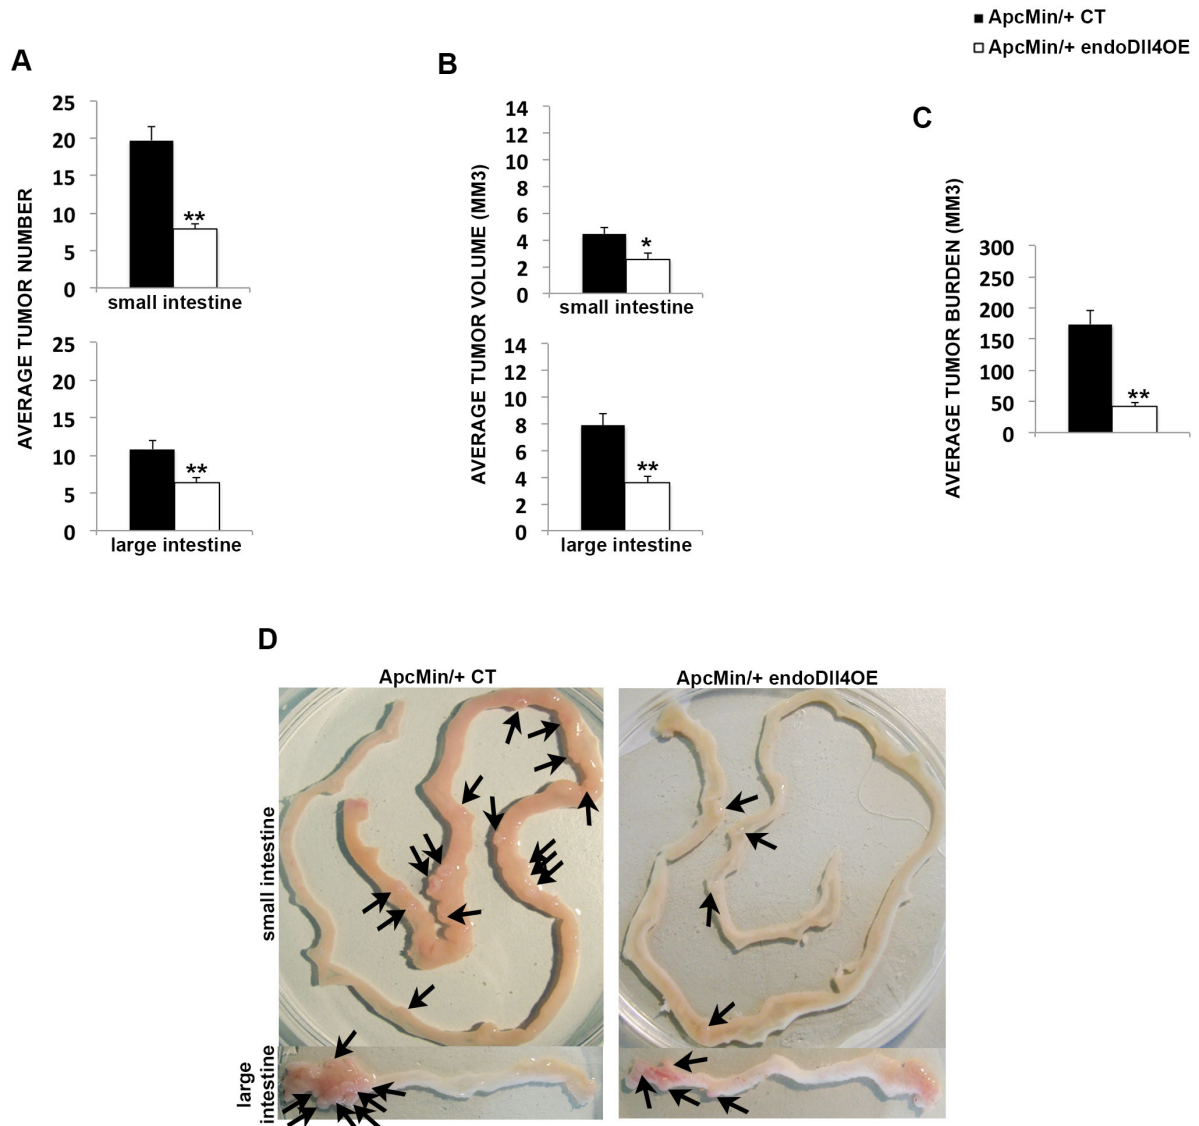 ■ ApcMin/+ CT
□ ApcMin/+ endoDll4OE
A
AVERAGE TUMOR NUMBER
25
20
15
10
5
0
**
small intestine
25
20
15
10
5
0
**
large intestine
B
AVERAGE TUMOR VOLUME (MM3)
14
12
10
8
6
4
2
0
*
small intestine
14
12
10
8
6
4
2
0
**
large intestine
C
AVERAGE TUMOR BURDEN (MM3)
300
250
200
150
100
50
0
**
D
ApcMin/+ CT
ApcMin/+ endoDll4OE
small intestine
large
intestine